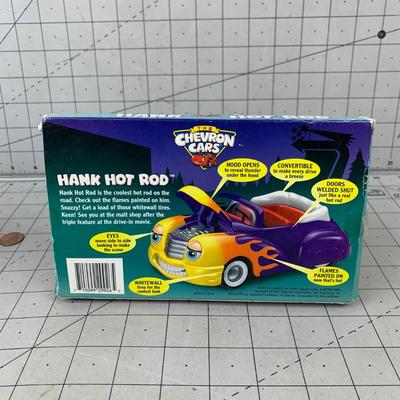 HANK HOT ROD
THE
CHEVRON
CARS
HANK HOT ROD
Hank Hot Rod is the coolest hot rod on the
road. Check out the flames painted on him.
Snazzy! Get a load of those whitewall tires.
Keen! See you at the malt shop after the
triple feature at the drive-in movie.
HOOD OPENS
to reveal thunder
under the hood
CONVERTIBLE
to make every drive
a breeze
DOORS
WELDED SHUT
just like a real
hot rod
EYES
move side to side
looking to make
the scene
WHITEWALL
tires for the
coolest look
FLAMES
PAINTED ON
now that's hot